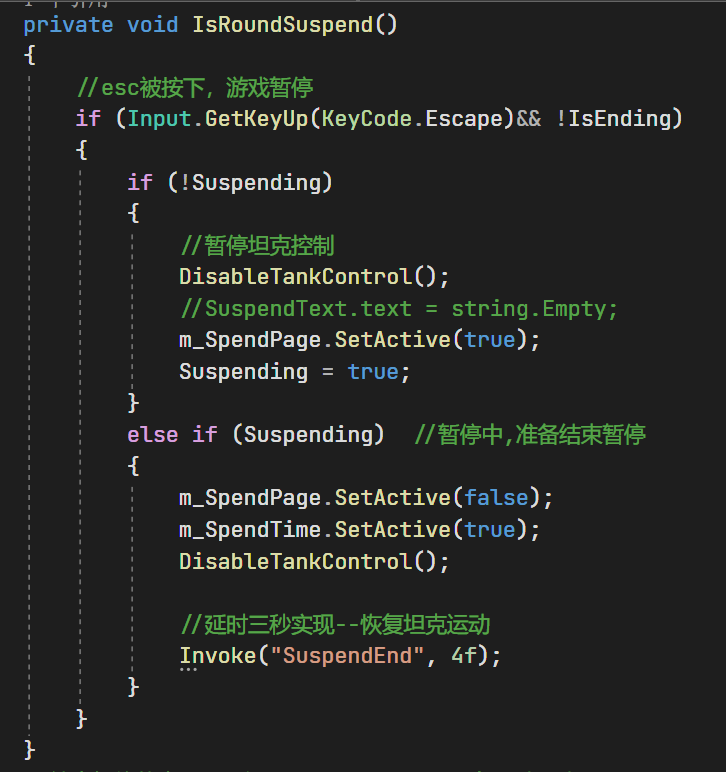 private void IsRoundSuspend()
{
//esc被按下, 游戏暂停
if (Input.GetKeyUp(KeyCode.Escape)&& !IsEnding)
{
if (!Suspending)
{
//暂停坦克控制
DisableTankControl();
//SuspendText.text = string.Empty;
m_SpendPage.SetActive(true);
Suspending = true;
}
else if (Suspending) //暂停中,准备结束暂停
{
m_SpendPage.SetActive(false);
m_SpendTime.SetActive(true);
DisableTankControl();
//延时三秒实现--恢复坦克运动
Invoke("SuspendEnd", 4f);
}
}
}